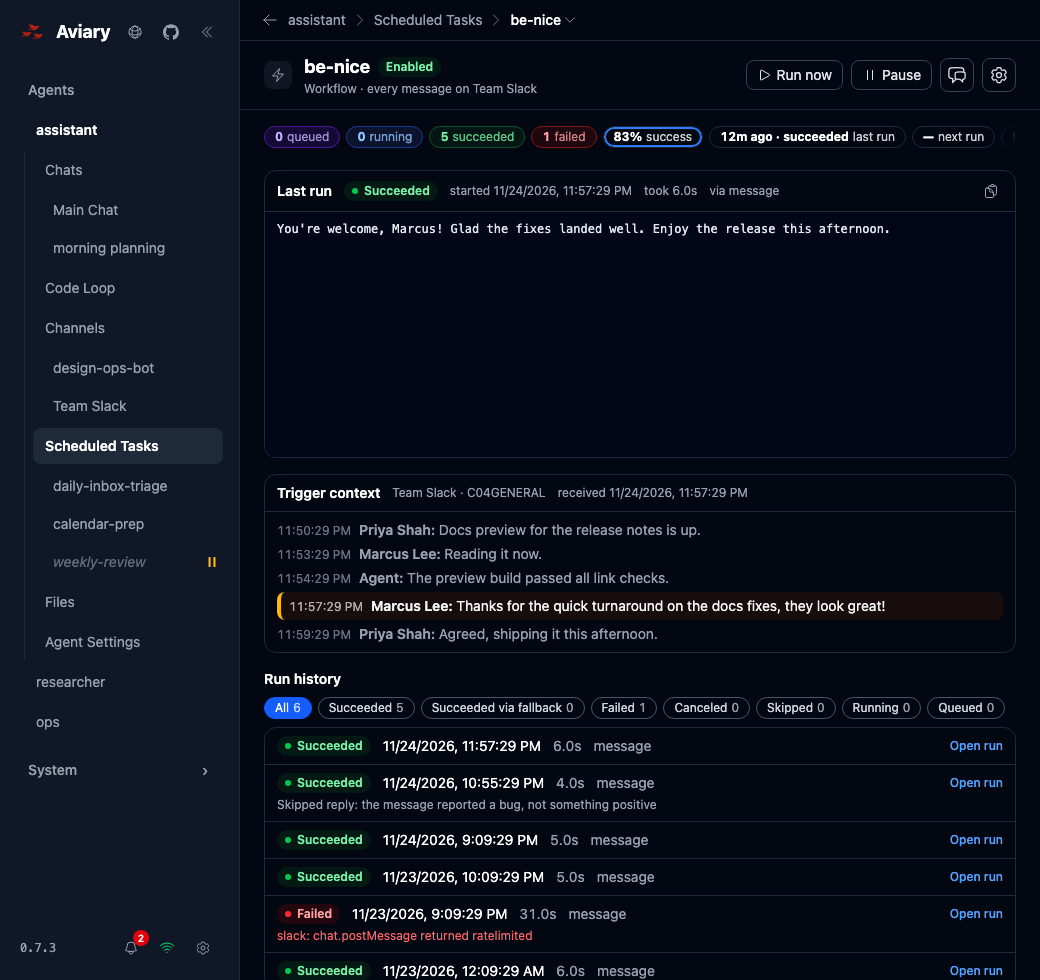 Aviary
assistant
Scheduled Tasks
be-nice
Agents
assistant
Chats
Main Chat
morning planning
Code Loop
Channels
design-ops-bot
Team Slack
Scheduled Tasks
daily-inbox-triage
calendar-prep
weekly-review
Files
Agent Settings
researcher
ops
System
0.7.3
2
be-nice Enabled
Workflow · every message on Team Slack
Run now
Pause
0 queued
0 running
5 succeeded
1 failed
83% success
12m ago · succeeded last run
— next run
Last run Succeeded started 11/24/2026, 11:57:29 PM took 6.0s via message
You're welcome, Marcus! Glad the fixes landed well. Enjoy the release this afternoon.
Trigger context Team Slack · C04GENERAL received 11/24/2026, 11:57:29 PM
11:50:29 PM Priya Shah: Docs preview for the release notes is up.
11:53:29 PM Marcus Lee: Reading it now.
11:54:29 PM Agent: The preview build passed all link checks.
11:57:29 PM Marcus Lee: Thanks for the quick turnaround on the docs fixes, they look great!
11:59:29 PM Priya Shah: Agreed, shipping it this afternoon.
Run history
All 6
Succeeded 5
Succeeded via fallback 0
Failed 1
Canceled 0
Skipped 0
Running 0
Queued 0
Succeeded 11/24/2026, 11:57:29 PM 6.0s message Open run
Succeeded 11/24/2026, 10:55:29 PM 4.0s message Open run
Skipped reply: the message reported a bug, not something positive
Succeeded 11/24/2026, 9:09:29 PM 5.0s message Open run
Succeeded 11/23/2026, 10:09:29 PM 5.0s message Open run
Failed 11/23/2026, 9:09:29 PM 31.0s message Open run
slack: chat.postMessage returned ratelimited
Succeeded 11/23/2026, 12:09:29 AM 6.0s message Open run